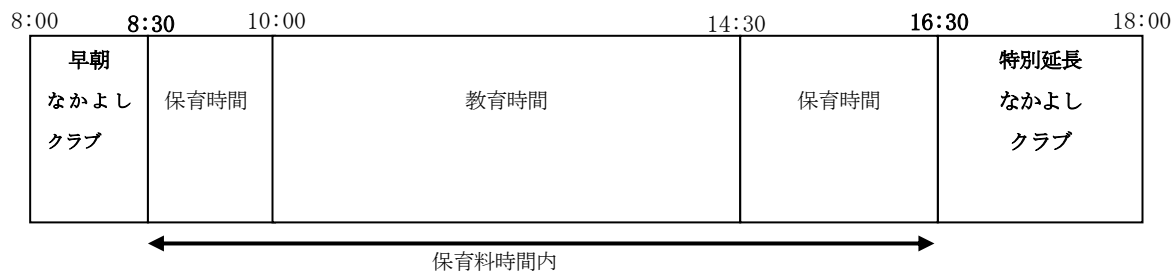 8:00 8:30 10:00 14:30 16:30 18:00
早朝
なかよし
クラブ
保育時間
教育時間
保育時間
特別延長
なかよし
クラブ
保育料時間内